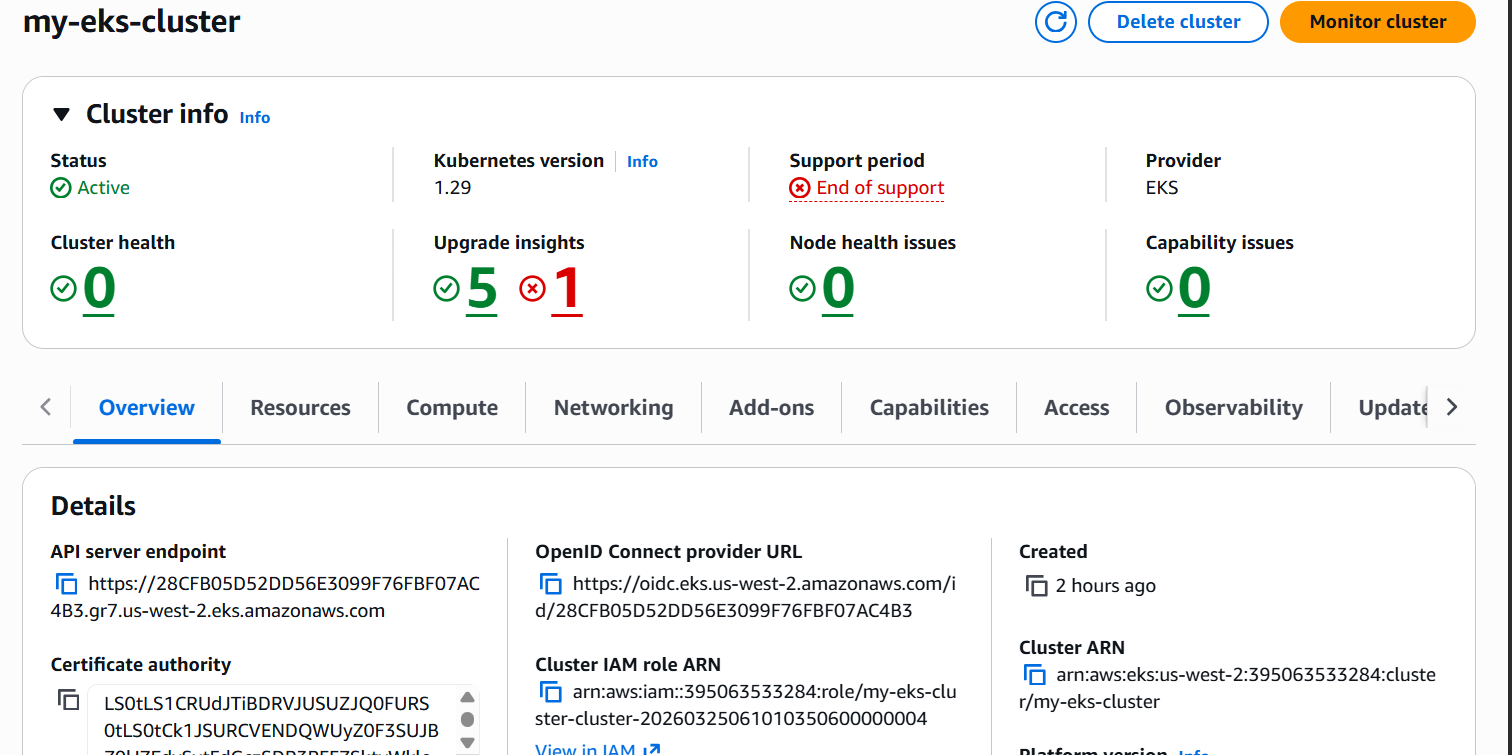 my-eks-cluster
Delete cluster
Monitor cluster
Cluster info Info
Status
Active
Kubernetes version Info
1.29
Support period
End of support
Provider
EKS
Cluster health
0
Upgrade insights
5 1
Node health issues
0
Capability issues
0
Overview
Resources
Compute
Networking
Add-ons
Capabilities
Access
Observability
Update
Details
API server endpoint
https://28CFB05D52DD56E3099F76FBF07AC
4B3.gr7.us-west-2.eks.amazonaws.com
Certificate authority
LS0tLS1CRUdJTiBDRVJUSUZJQ0FURS
0tLS0tCk1JSURCVENDQWUyZ0F3SUJB
OpenID Connect provider URL
https://oidc.eks.us-west-2.amazonaws.com/i
d/28CFB05D52DD56E3099F76FBF07AC4B3
Cluster IAM role ARN
arn:aws:iam::395063533284:role/my-eks-clu
ster-cluster-20260325061010350600000004
View in IAM
Created
2 hours ago
Cluster ARN
arn:aws:eks:us-west-2:395063533284:cluste
r/my-eks-cluster
Platform version Info